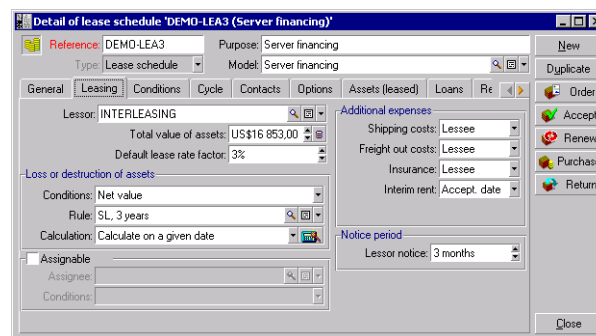 Detail of lease schedule 'DEMO-LEA3 (Server financing)'
Reference: DEMO-LEA3 Purpose: Server financing New
Type: Lease schedule Model: Server financing Duplicate
General Leasing Conditions Cycle Contacts Options Assets (leased) Loans Order
Lessor: INTERLEASING Additional expenses Accept
Total value of assets: US$16 853,00 Shipping costs: Lessee
Default lease rate factor: 3% Freight out costs: Lessee Renew
Loss or destruction of assets Insurance: Lessee Purchas
Conditions: Net value Interim rent: Accept. date Return
Rule: SL, 3 years
Calculation: Calculate on a given date Notice period
Assignable Lessor notice: 3 months
Assignee:
Conditions:
Close